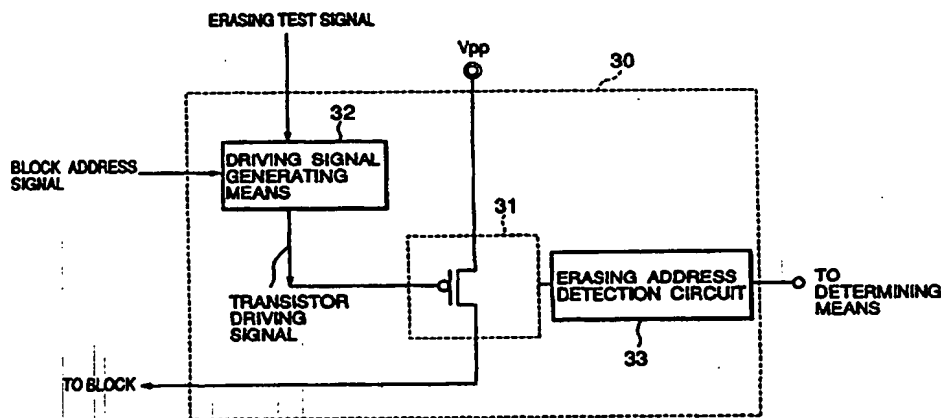 ERASING TEST SIGNAL
Vpp
30
32
BLOCK ADDRESS
SIGNAL
DRIVING SIGNAL
GENERATING
MEANS
31
ERASING ADDRESS
DETECTION CIRCUIT
TO
DETERMINING
MEANS
TRANSISTOR
DRIVING
SIGNAL
33
TO BLOCK